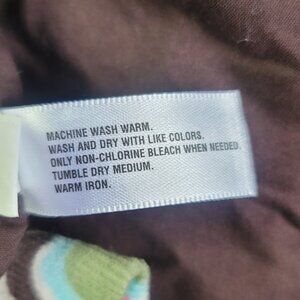 MACHINE WASH WARM.
WASH AND DRY WITH LIKE COLORS.
ONLY NON-CHLORINE BLEACH WHEN NEEDED.
TUMBLE DRY MEDIUM.
WARM IRON.